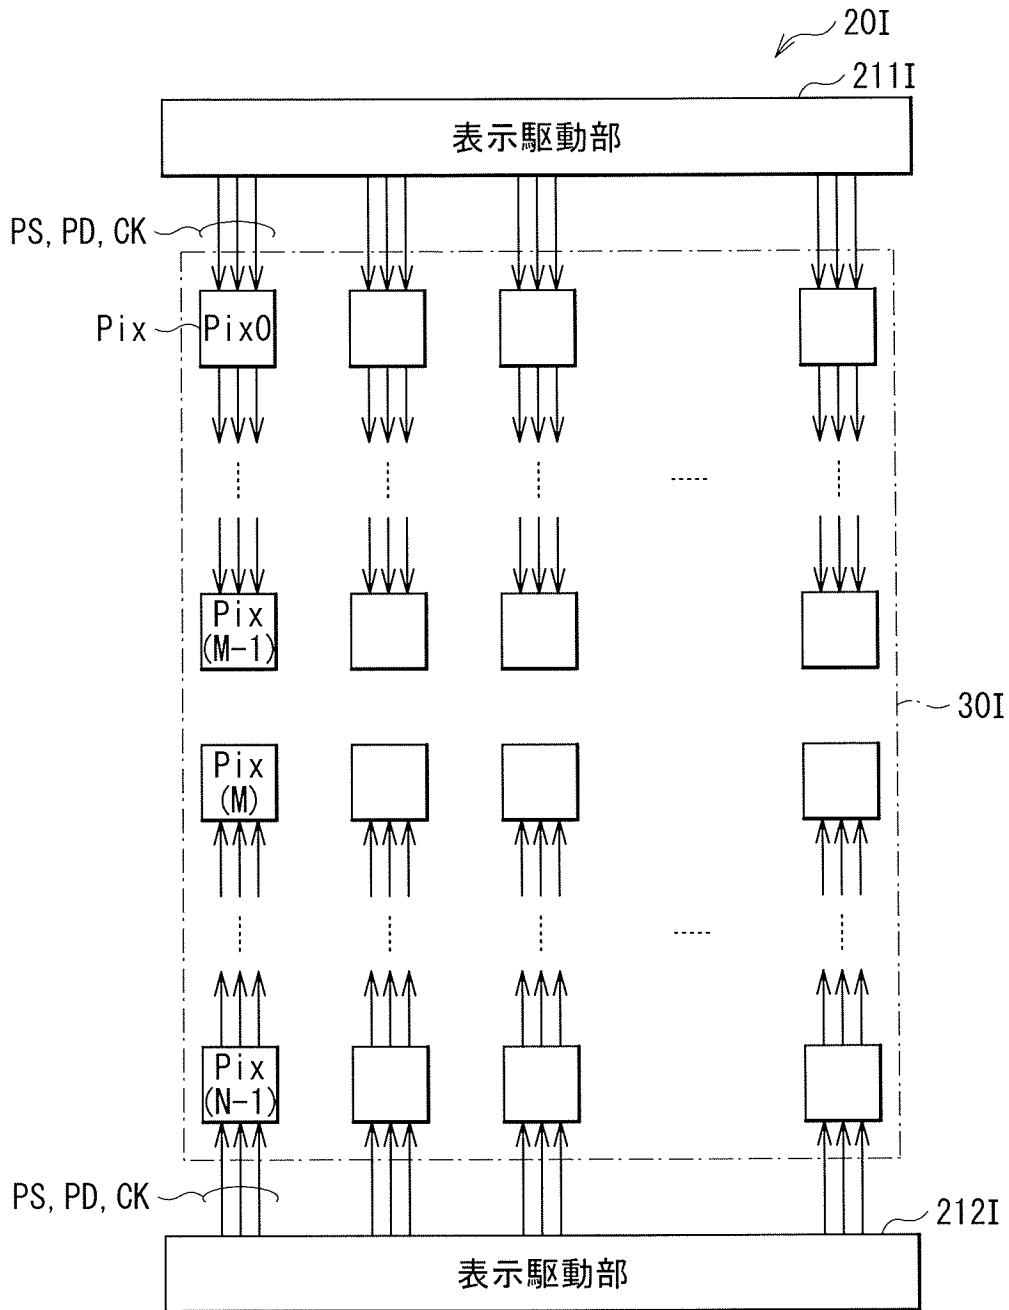 20I
211I
表示駆動部
PS, PD, CK
Pix
Pix0
Pix
(M-1)
30I
Pix
(M)
Pix
(N-1)
PS, PD, CK
212I
表示駆動部